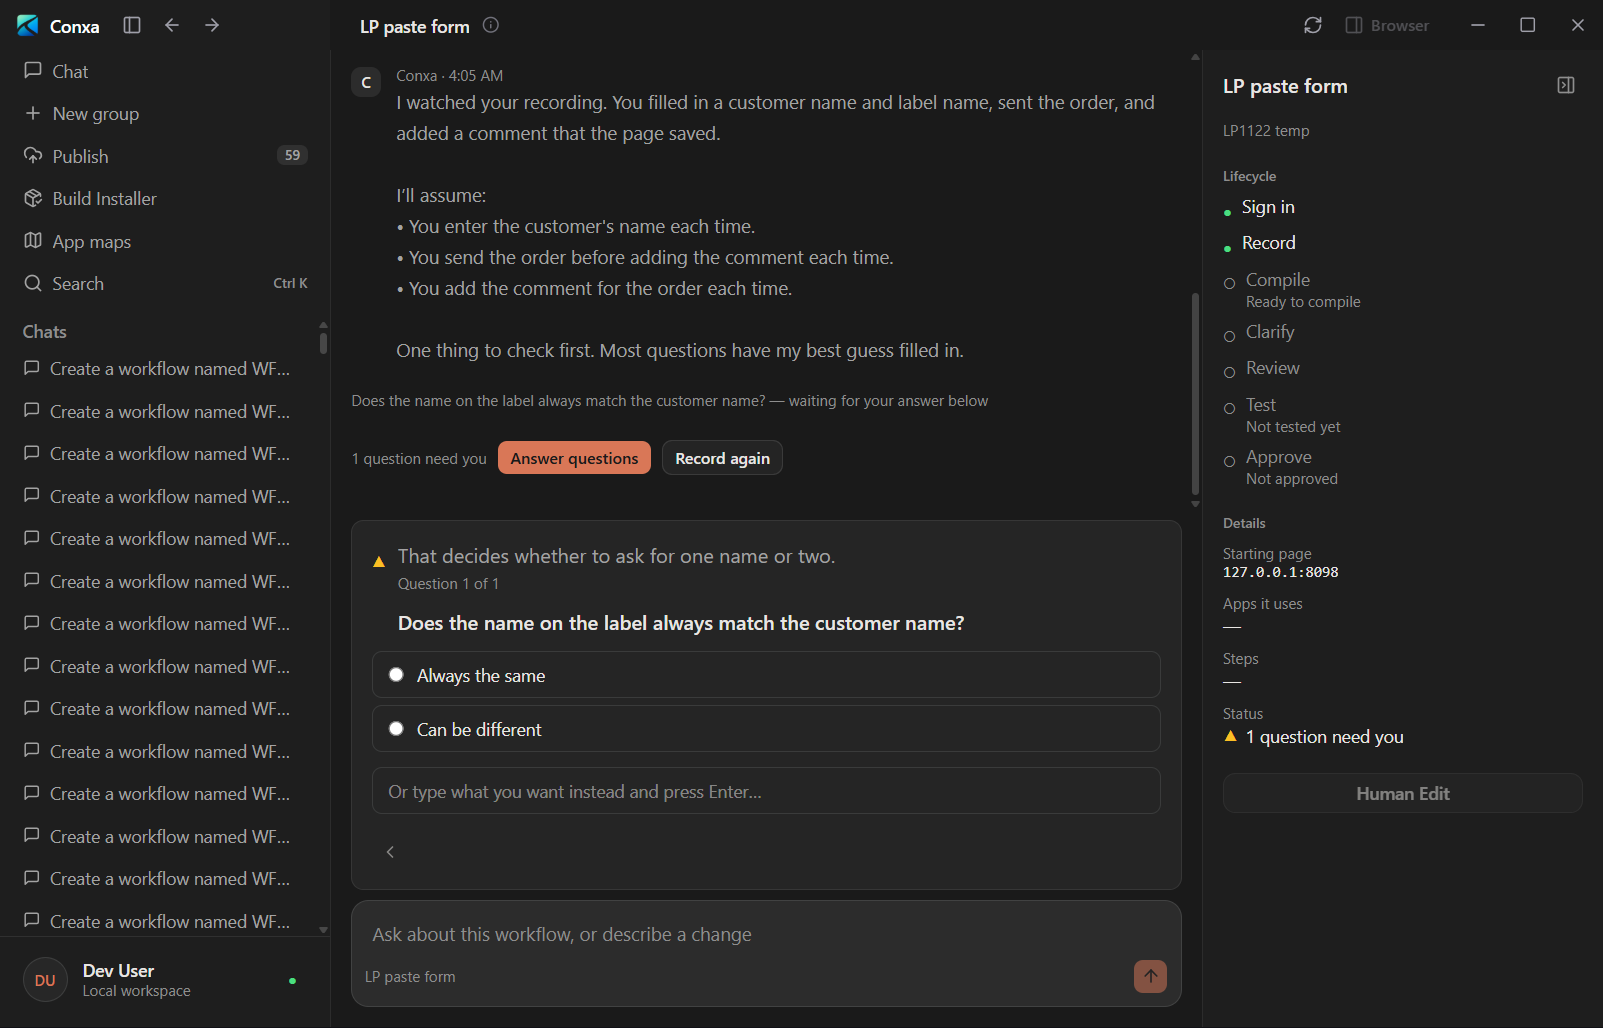 Conxa
LP paste form
Browser
Chat
New group
Publish
59
Build Installer
App maps
Search
Ctrl K
Chats
Create a workflow named WF...
Create a workflow named WF...
Create a workflow named WF...
Create a workflow named WF...
Create a workflow named WF...
Create a workflow named WF...
Create a workflow named WF...
Create a workflow named WF...
Create a workflow named WF...
Create a workflow named WF...
Create a workflow named WF...
Create a workflow named WF...
Create a workflow named WF...
Create a workflow named WF...
DU
Dev User
Local workspace
C
Conxa · 4:05 AM
I watched your recording. You filled in a customer name and label name, sent the order, and
added a comment that the page saved.
I'll assume:
• You enter the customer's name each time.
• You send the order before adding the comment each time.
• You add the comment for the order each time.
One thing to check first. Most questions have my best guess filled in.
Does the name on the label always match the customer name? — waiting for your answer below
1 question need you
Answer questions
Record again
That decides whether to ask for one name or two.
Question 1 of 1
Does the name on the label always match the customer name?
Always the same
Can be different
Or type what you want instead and press Enter...
Ask about this workflow, or describe a change
LP paste form
LP paste form
LP1122 temp
Lifecycle
Sign in
Record
Compile
Ready to compile
Clarify
Review
Test
Not tested yet
Approve
Not approved
Details
Starting page
127.0.0.1:8098
Apps it uses
—
Steps
—
Status
1 question need you
Human Edit